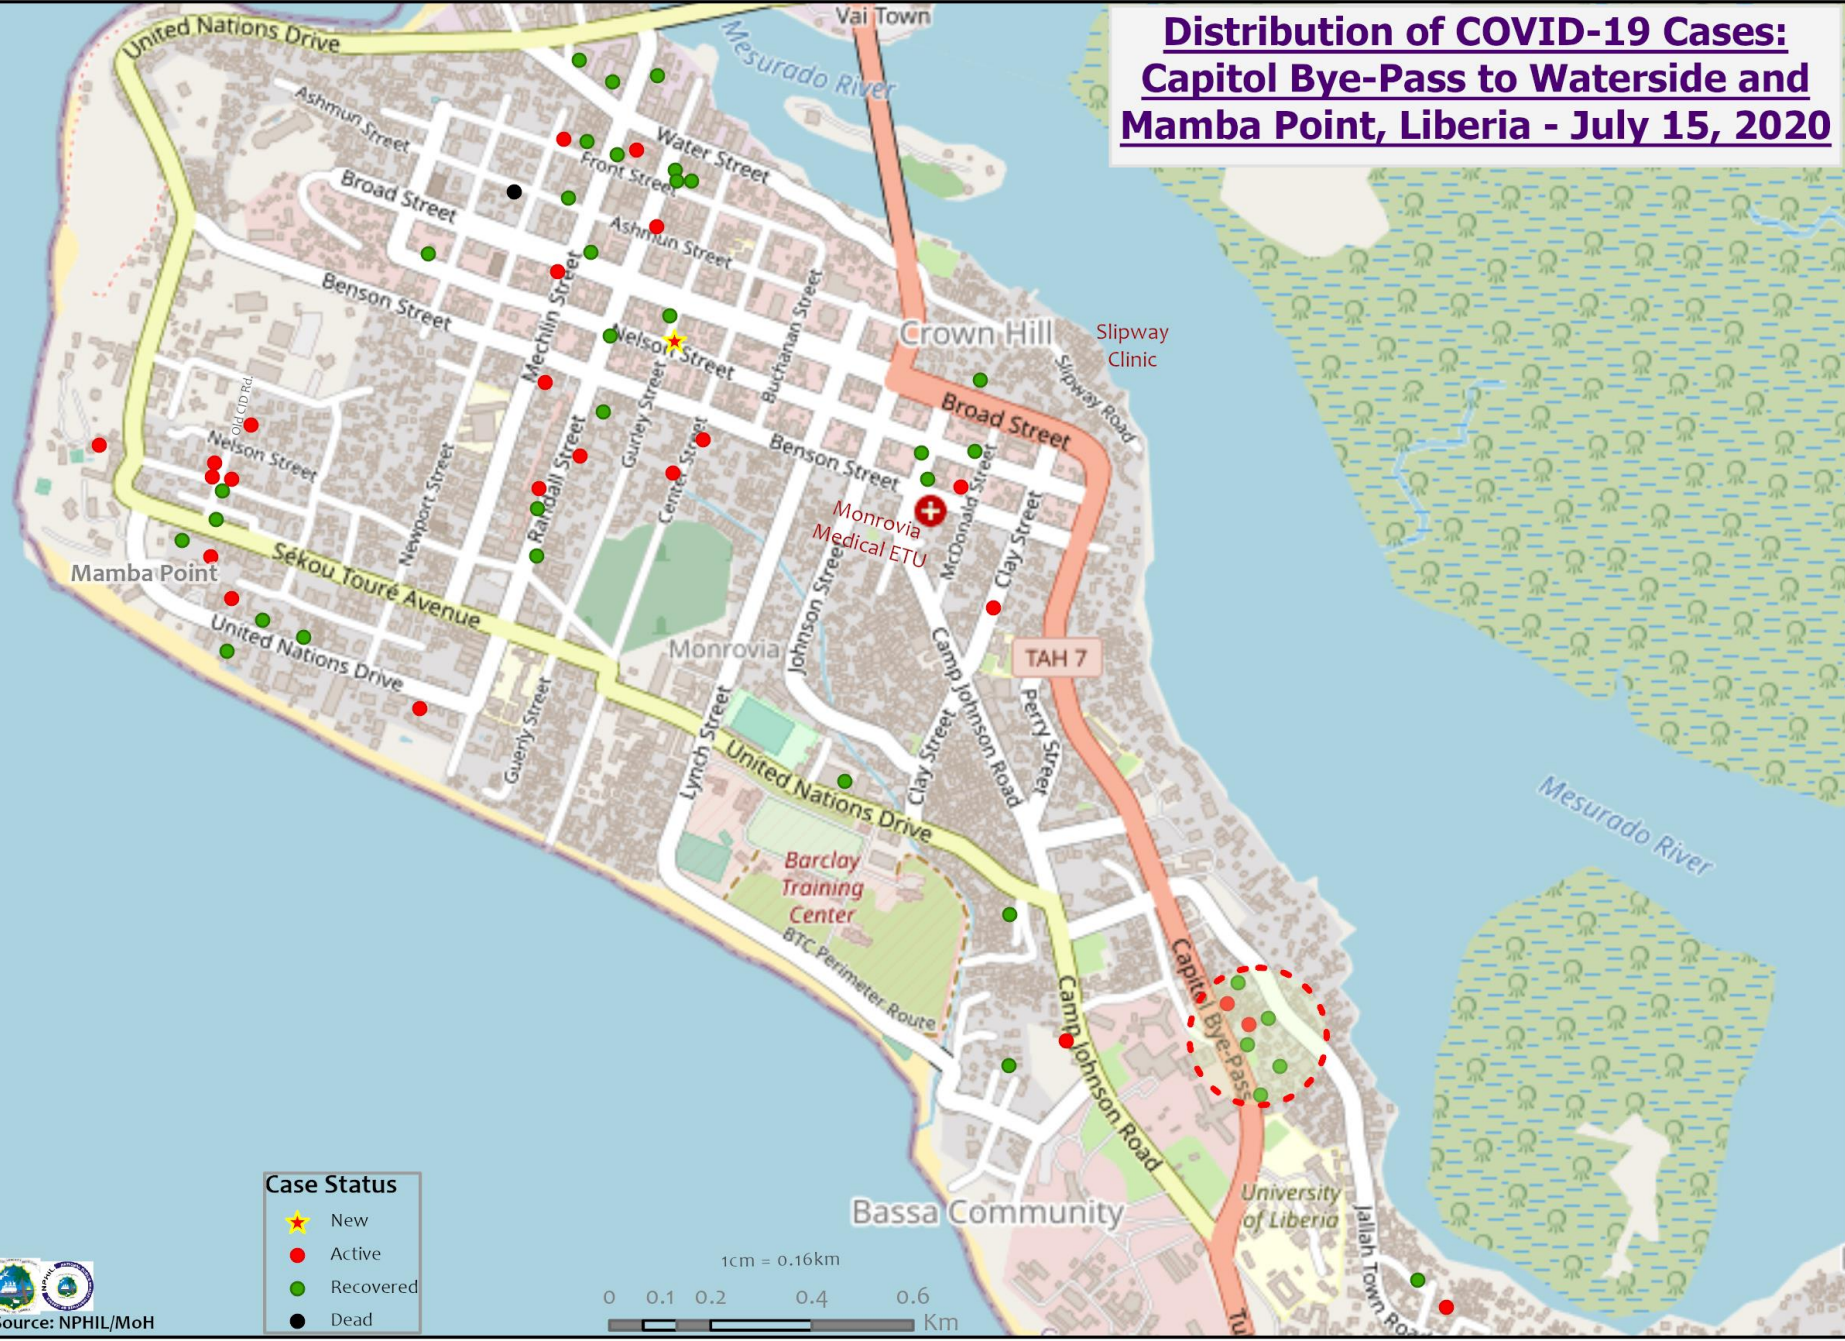 Distribution of COVID-19 Cases:
Capitol Bye-Pass to Waterside and
Mamba Point, Liberia - July 15, 2020
Vai Town
United Nations Drive
Mesurado River
Ashmun Street
Water Street
Front Street
Broad Street
Ashmun Street
Benson Street
Mechlin Street
Buchanan Street
Nelson Street
Crown Hill
Slipway
Clinic
Slipway Road
Broad Street
Old CID Rd.
Nelson Street
Gurley Street
Center Street
Benson Street
Newport Street
Randall Street
Monrovia
Medical ETU
McDonald Street
Clay Street
Mamba Point
Sékou Touré Avenue
Johnson Street
United Nations Drive
Monrovia
Camp Johnson Road
TAH 7
Perry Street
Guerly Street
Lynch Street
Clay Street
United Nations Drive
Mesurado River
Barclay
Training
Center
BTC Perimeter Route
Capitol Bye-Pass
Camp Johnson Road
University
of Liberia
Bassa Community
Jallah Town Road
Tu
Case Status
New
Active
Recovered
Dead
1cm = 0.16km
0 0.1 0.2 0.4 0.6
Km
NPHIL
Source: NPHIL/MoH